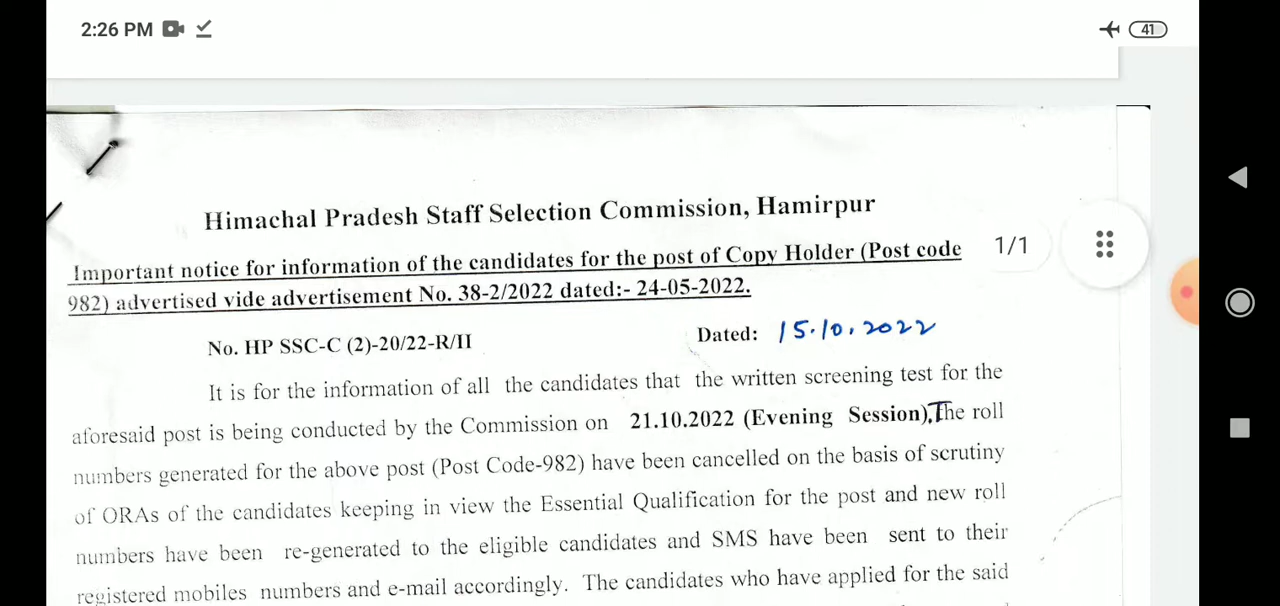 2:26 PM
41
Himachal Pradesh Staff Selection Commission, Hamirpur
1/1
Important notice for information of the candidates for the post of Copy Holder (Post code
982) advertised vide advertisement No. 38-2/2022 dated:- 24-05-2022.
No. HP SSC-C (2)-20/22-R/II Dated: 15.10.2022
It is for the information of all the candidates that the written screening test for the
aforesaid post is being conducted by the Commission on 21.10.2022 (Evening Session),The roll
numbers generated for the above post (Post Code-982) have been cancelled on the basis of scrutiny
of ORAs of the candidates keeping in view the Essential Qualification for the post and new roll
numbers have been re-generated to the eligible candidates and SMS have been sent to their
registered mobiles numbers and e-mail accordingly. The candidates who have applied for the said